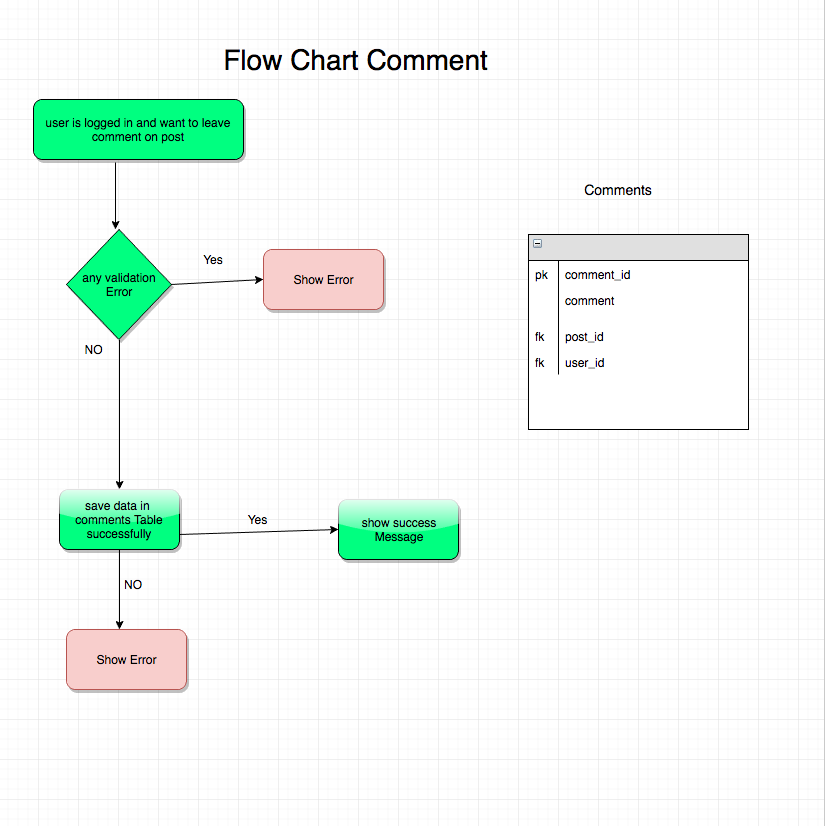 Flow Chart Comment
user is logged in and want to leave
comment on post
any validation
Error
Yes
Show Error
NO
save data in
comments Table
successfully
Yes
show success
Message
NO
Show Error
Comments
pk comment_id
comment
fk post_id
fk user_id